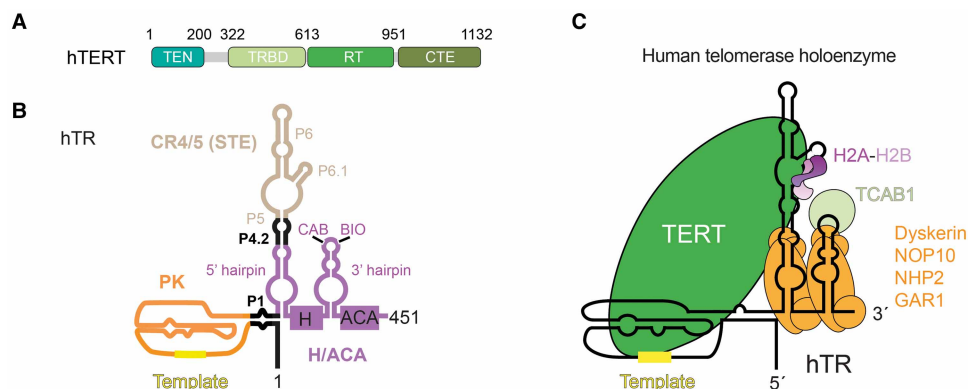 A
1 200 322 613 951 1132
hTERT TEN TRBD RT CTE
B
hTR
CR4/5 (STE)
P6
P6.1
P5
P4.2
CAB BIO
5′ hairpin 3′ hairpin
PK
P1
H ACA 451
H/ACA
Template
1
C
Human telomerase holoenzyme
H2A-H2B
TCAB1
TERT
Dyskerin
NOP10
NHP2
GAR1
3′
hTR
Template
5′